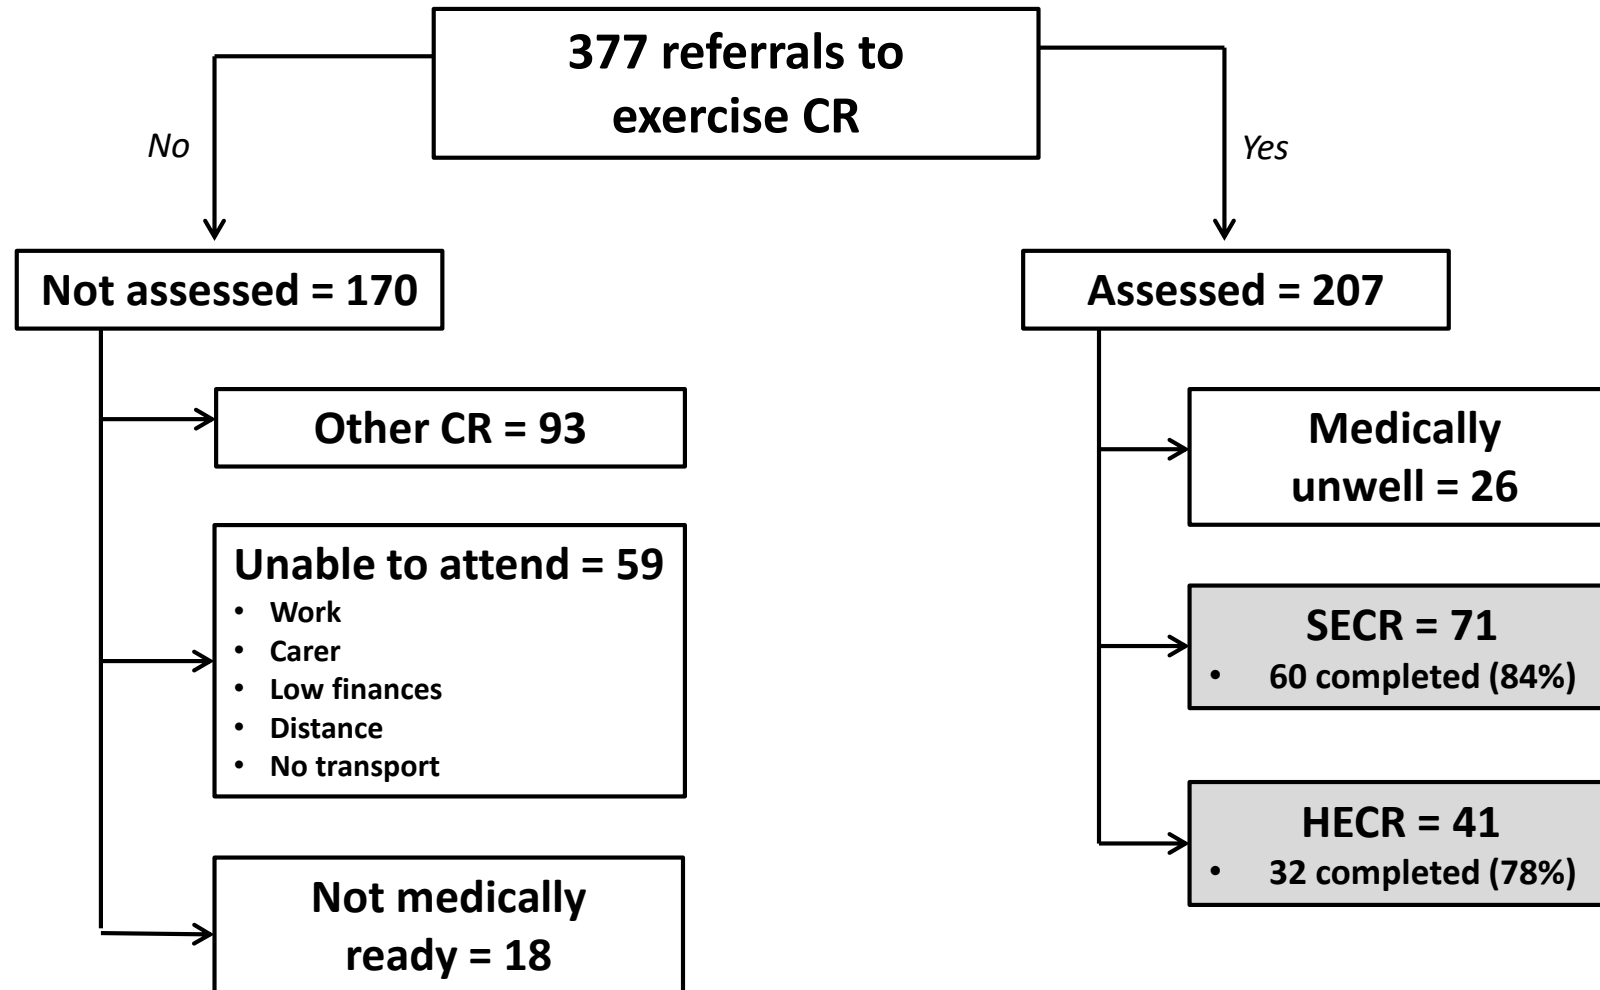 377 referrals to
exercise CR
No
Yes
Not assessed = 170
Assessed = 207
Other CR = 93
Unable to attend = 59
• Work
• Carer
• Low finances
• Distance
• No transport
Not medically
ready = 18
Medically
unwell = 26
SECR = 71
• 60 completed (84%)
HECR = 41
• 32 completed (78%)